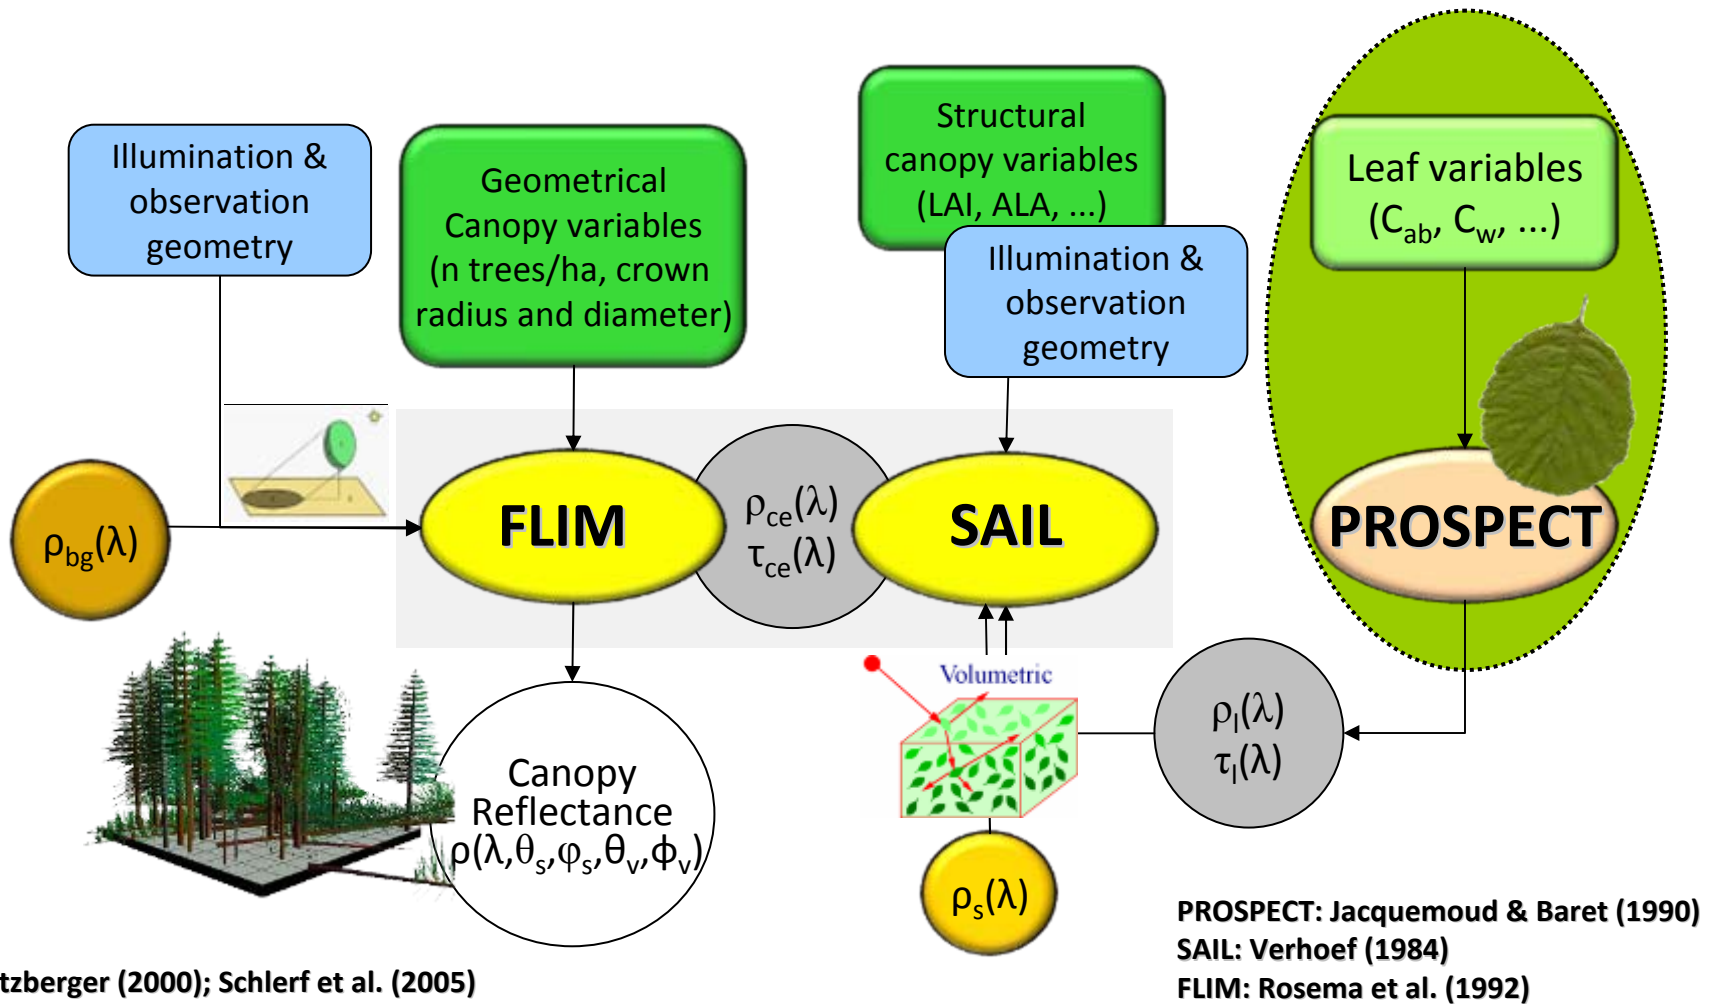 Illumination &
observation
geometry
Geometrical
Canopy variables
(n trees/ha, crown
radius and diameter)
Structural
canopy variables
(LAI, ALA, ...)
Illumination &
observation
geometry
Leaf variables
(Cab, Cw, ...)
ρbg(λ)
FLIM
ρce(λ)
τce(λ)
SAIL
PROSPECT
Volumetric
ρl(λ)
τl(λ)
Canopy
Reflectance
ρ(λ,θs,φs,θv,ϕv)
ρs(λ)
PROSPECT: Jacquemoud & Baret (1990)
SAIL: Verhoef (1984)
FLIM: Rosema et al. (1992)
tzberger (2000); Schlerf et al. (2005)